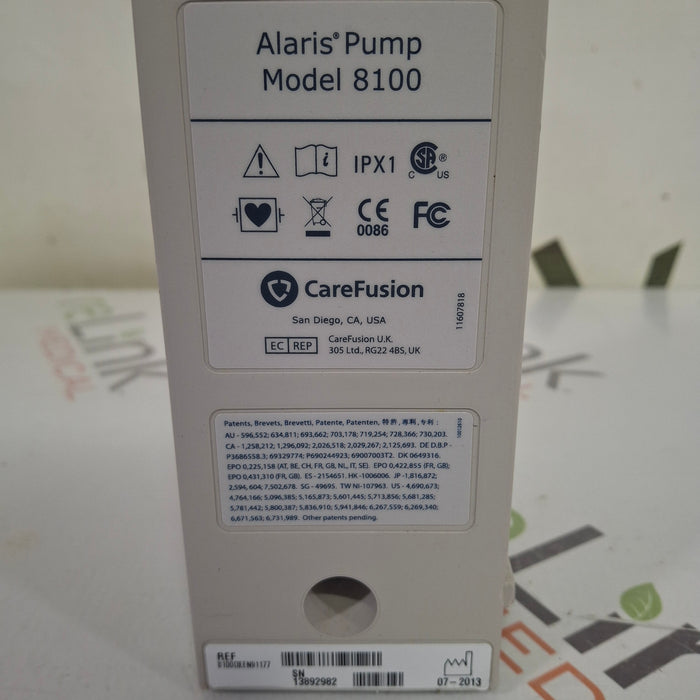 Alaris® Pump
Model 8100
IPX1
CSA®
C US
CE
0086
FC
CareFusion
San Diego, CA, USA
EC REP
CareFusion U.K.
305 Ltd., RG22 4BS, UK
11607818
Patents, Brevets, Brevetti, Patente, Patenten, 特許, 專利, 专利:
AU - 596,552; 634,811; 693,662; 703,178; 719,254; 728,366; 730,203.
CA - 1,258,212; 1,296,092; 2,026,518; 2,029,267; 2,125,693. DE D.B.P -
P3686558.3; 69329774; P690244923; 69007003T2. DK 0649316.
EPO 0,225,158 (AT, BE, CH, FR, GB, NL, IT, SE). EPO 0,422,855 (FR, GB);
EPO 0,431,310 (FR, GB). ES - 2154651. HK -1006006. JP -1,816,872;
2,594,604; 7,502,678. SG - 49695. TW NI-107963. US - 4,690,673;
4,764,166; 5,096,385; 5,165,873; 5,601,445; 5,713,856; 5,681,285;
5,781,442; 5,800,387; 5,836,910; 5,941,846; 6,267,559; 6,269,340;
6,671,563; 6,731,989. Other patents pending.
REF
SN
13892982
07-2013
MEDICAL